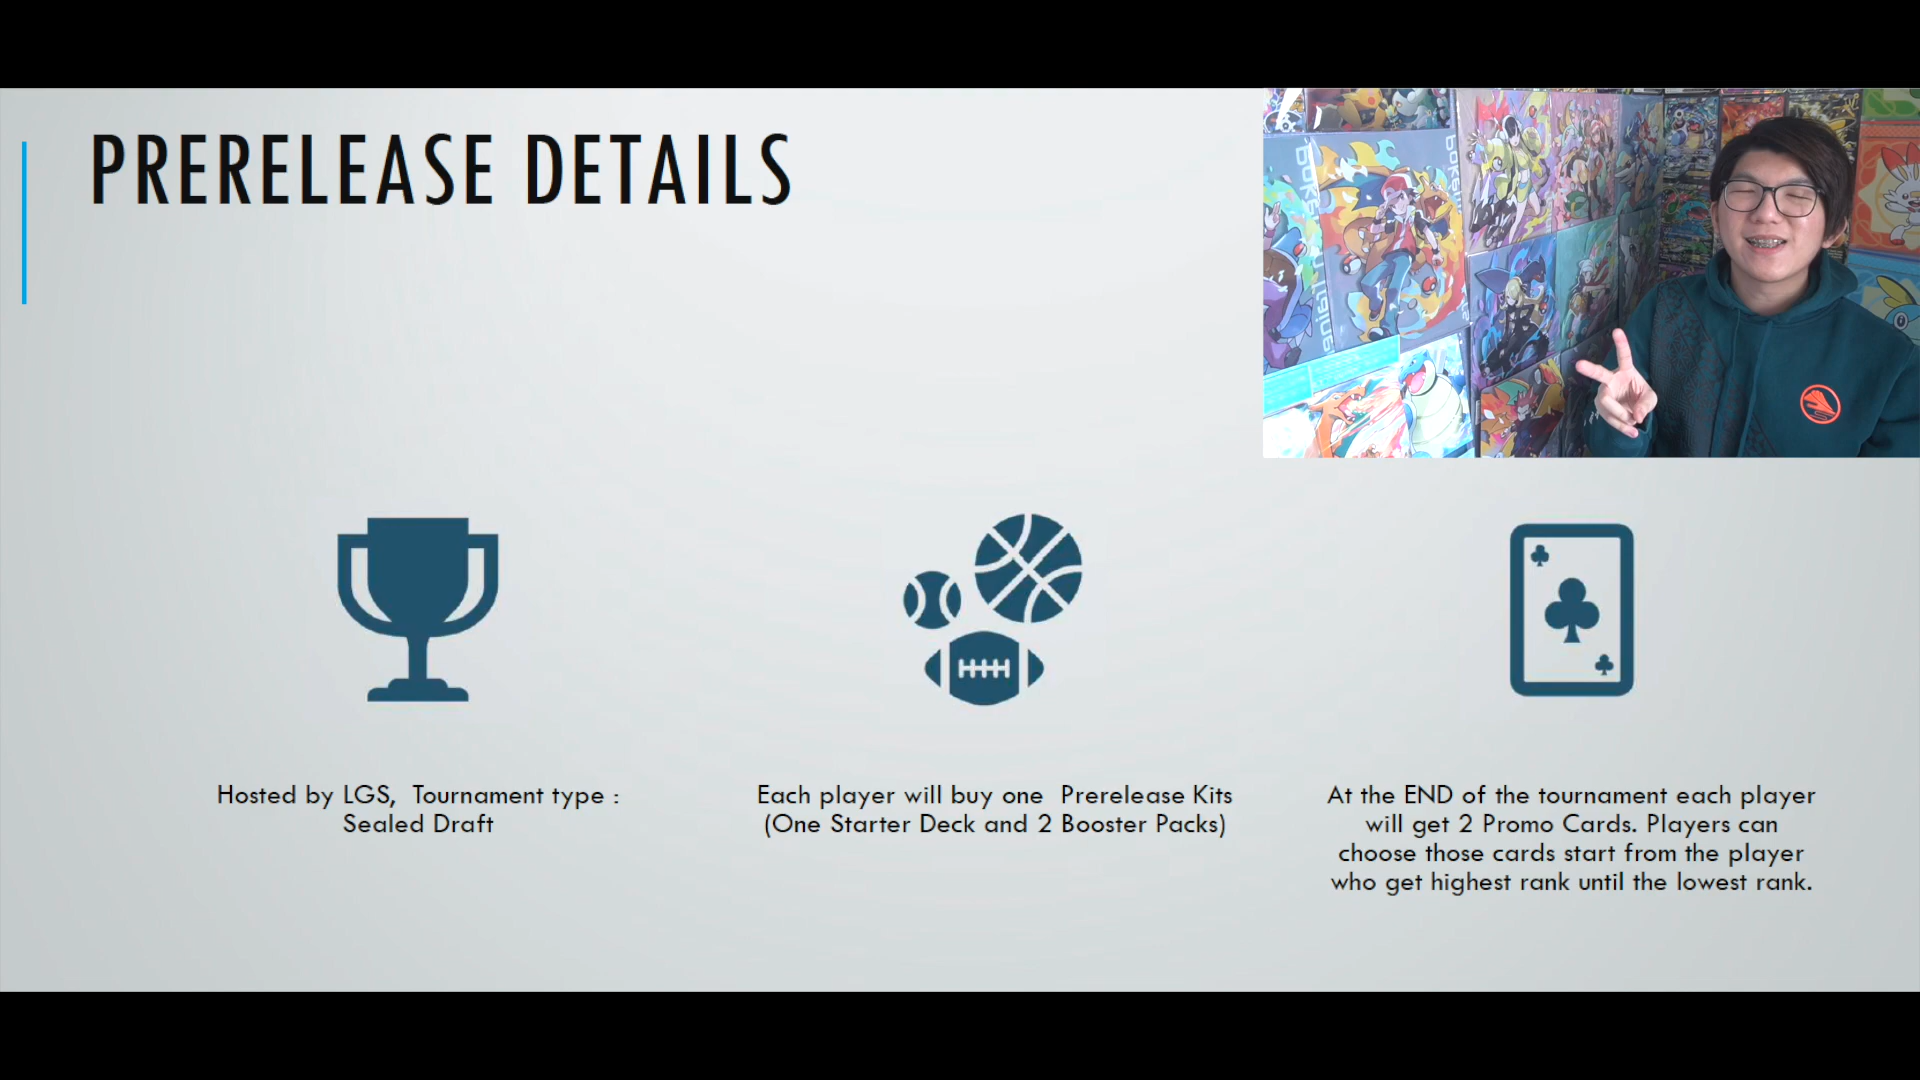 PRERELEASE DETAILS
Hosted by LGS, Tournament type :
Sealed Draft
Each player will buy one Prerelease Kits
(One Starter Deck and 2 Booster Packs)
At the END of the tournament each player
will get 2 Promo Cards. Players can
choose those cards start from the player
who get highest rank until the lowest rank.